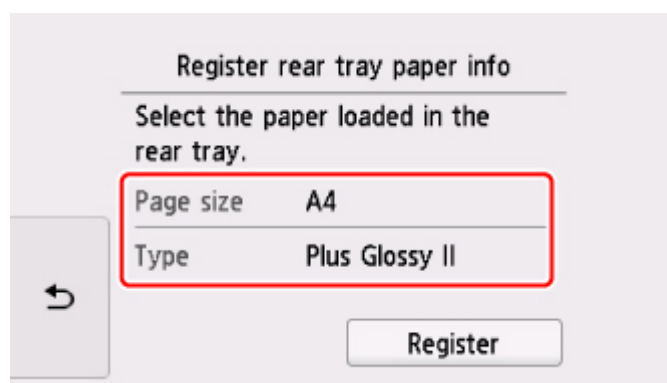 Register rear tray paper info
Select the paper loaded in the
rear tray.
Page size A4
Type Plus Glossy II
Register